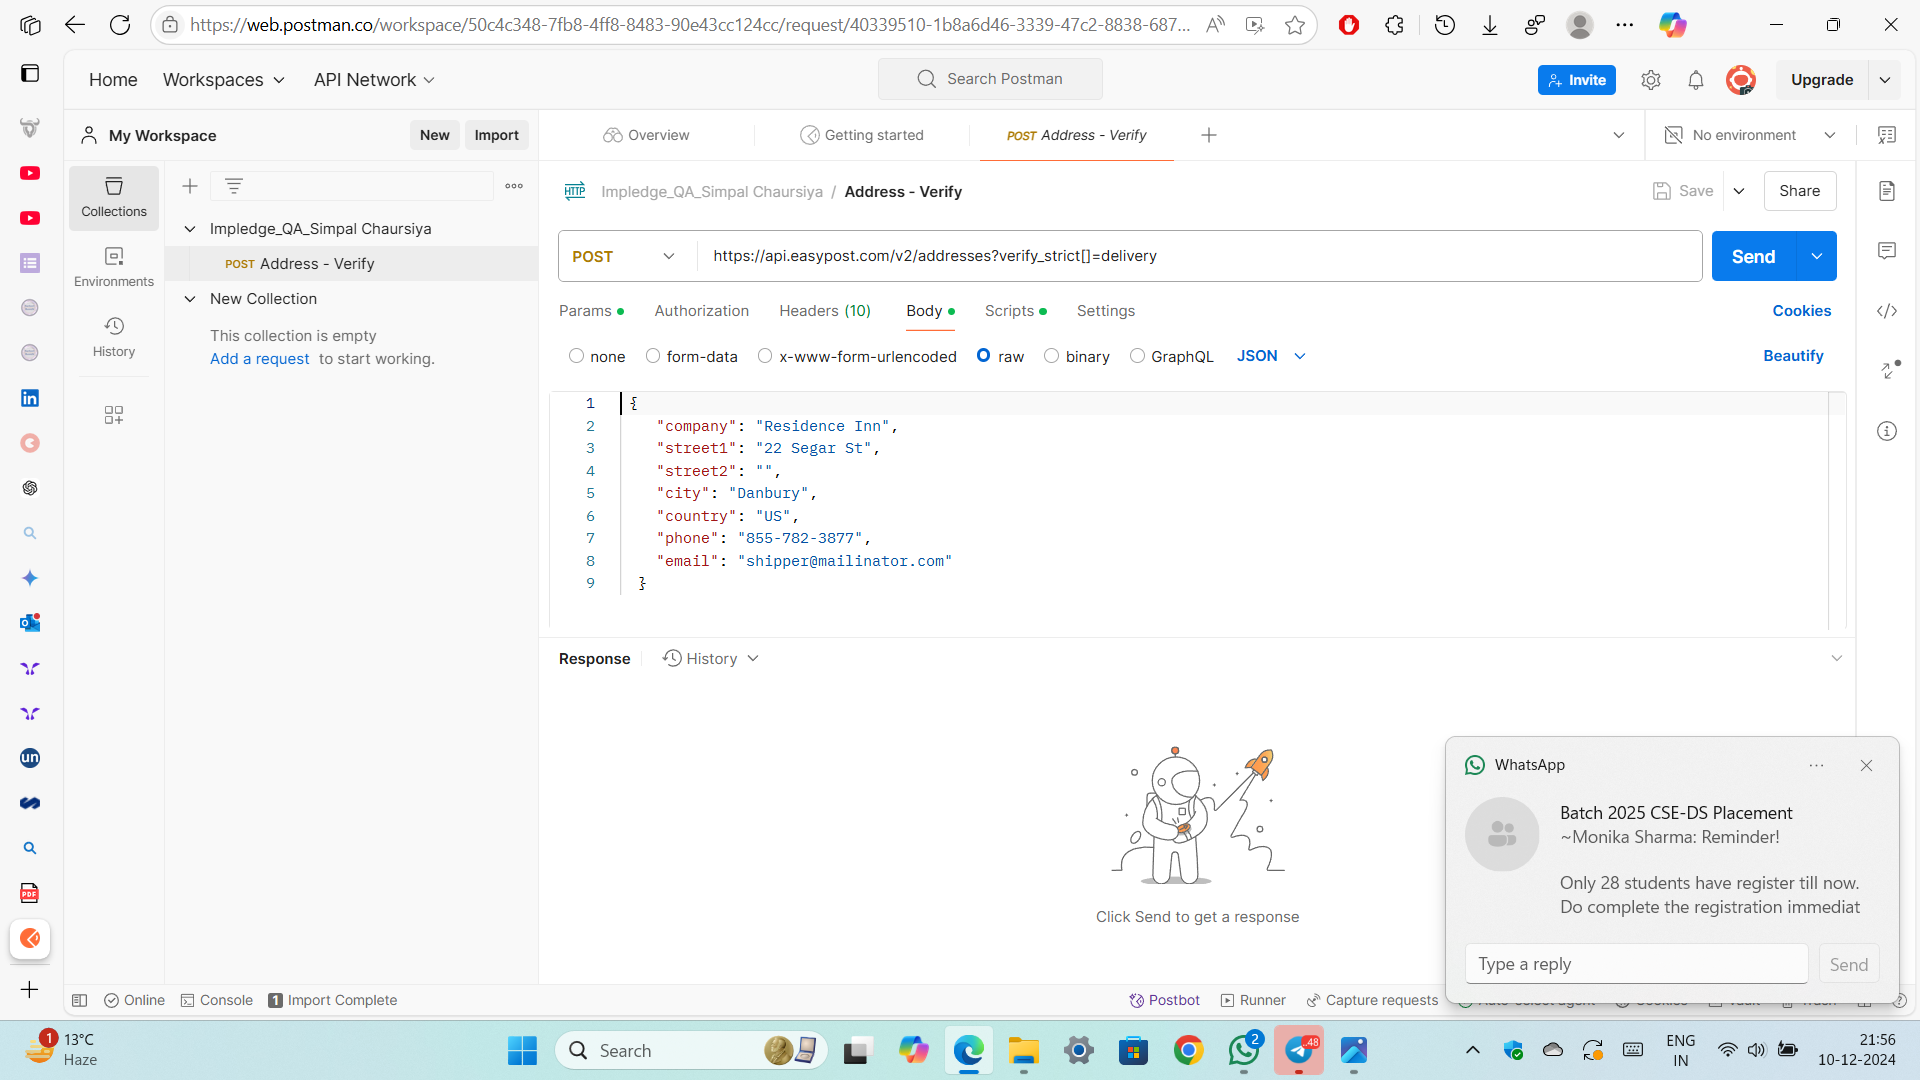 https://web.postman.co/workspace/50c4c348-7fb8-4ff8-8483-90e43cc124cc/request/40339510-1b8a6d46-3339-47c2-8838-687...
Home
Workspaces
API Network
Search Postman
Invite
Upgrade
My Workspace
New
Import
Overview
Getting started
POST Address - Verify
No environment
Collections
Environments
History
Impledge_QA_Simpal Chaursiya
POST Address - Verify
New Collection
This collection is empty
Add a request to start working.
HTTP
Impledge_QA_Simpal Chaursiya / Address - Verify
Save
Share
POST
https://api.easypost.com/v2/addresses?verify_strict[]=delivery
Send
Params
Authorization
Headers (10)
Body
Scripts
Settings
Cookies
none
form-data
x-www-form-urlencoded
raw
binary
GraphQL
JSON
Beautify
1 {
2 "company": "Residence Inn",
3 "street1": "22 Segar St",
4 "street2": "",
5 "city": "Danbury",
6 "country": "US",
7 "phone": "855-782-3877",
8 "email": "shipper@mailinator.com"
9 }
Response
History
Click Send to get a response
WhatsApp
Batch 2025 CSE-DS Placement
~Monika Sharma: Reminder!
Only 28 students have register till now.
Do complete the registration immediat
Type a reply
Send
Online
Console
1 Import Complete
Postbot
Runner
Capture requests
un
PDF
in
1
13°C
Haze
Search
2
.48
ENG
IN
21:56
10-12-2024